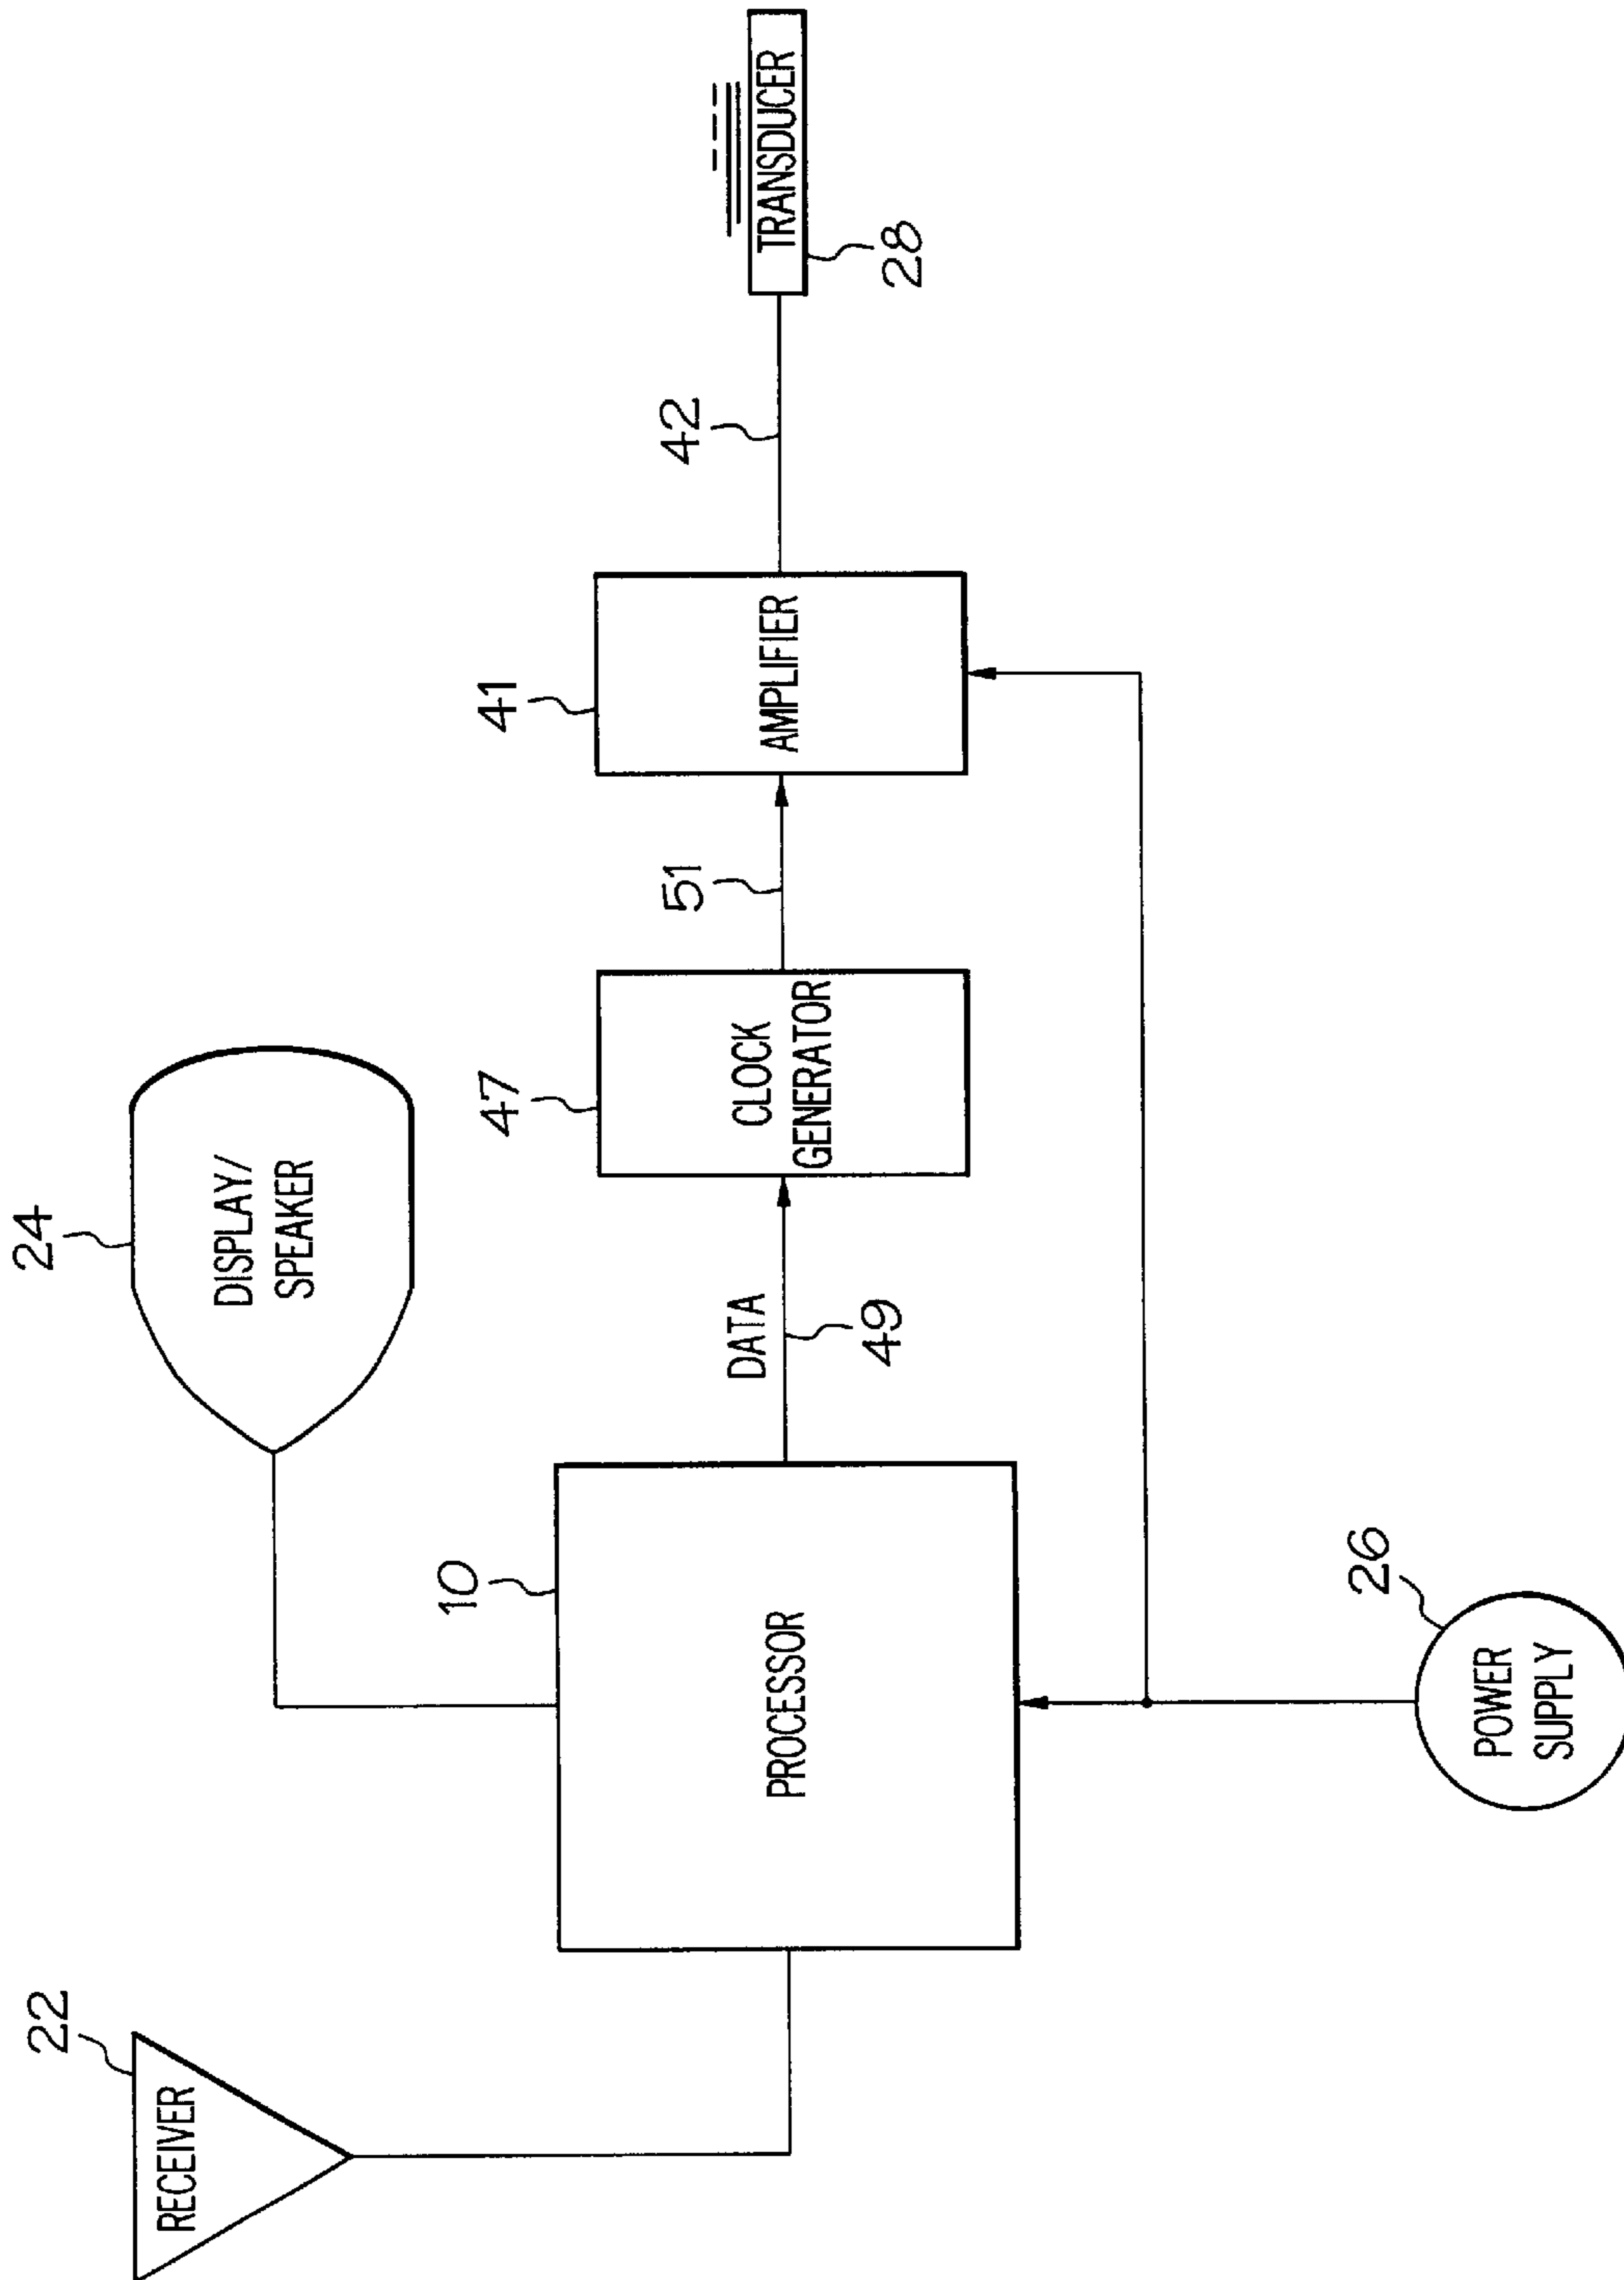 22
RECEIVER
24
DISPLAY/
SPEAKER
10
PROCESSOR
DATA
49
47
CLOCK
GENERATOR
51
41
AMPLIFIER
42
TRANSDUCER
28
26
POWER
SUPPLY